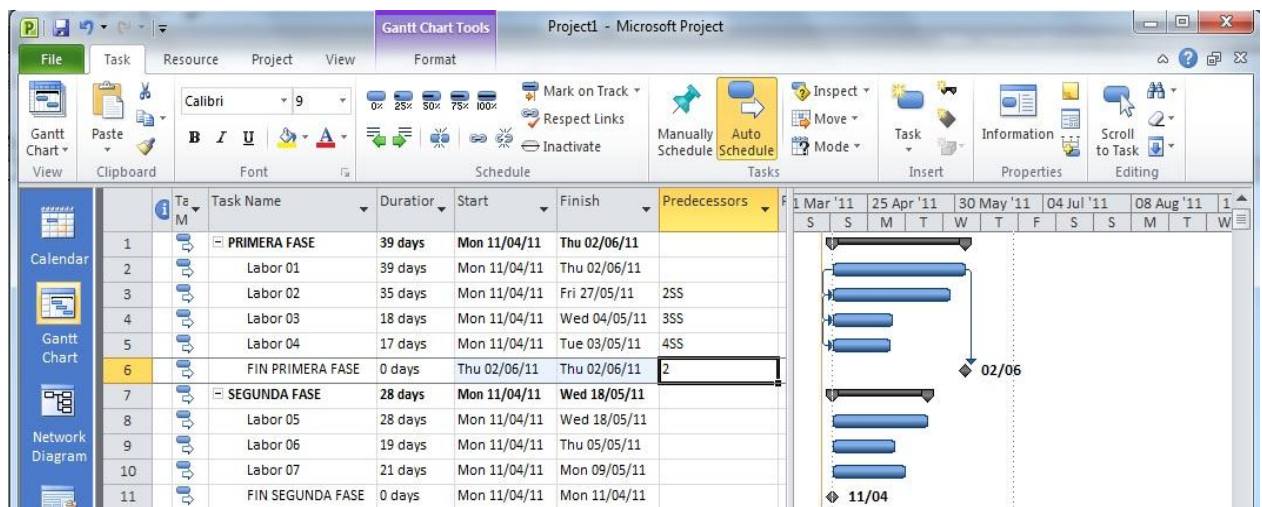 Gantt Chart Tools Project1 - Microsoft Project
File Task Resource Project View Format
Gantt Chart
Paste
Calibri 9
B I U A
0% 25% 50% 75% 100%
Mark on Track
Respect Links
Inactivate
Manually Schedule
Auto Schedule
Inspect
Move
Mode
Task
Information
Scroll to Task
View Clipboard Font Schedule Tasks Insert Properties Editing
Calendar
Gantt Chart
Network Diagram
Ta M Task Name Duration Start Finish Predecessors
1 Mar '11 25 Apr '11 30 May '11 04 Jul '11 08 Aug '11 1
S S M T W T F S S M T W
1 PRIMERA FASE 39 days Mon 11/04/11 Thu 02/06/11
2 Labor 01 39 days Mon 11/04/11 Thu 02/06/11
3 Labor 02 35 days Mon 11/04/11 Fri 27/05/11 2SS
4 Labor 03 18 days Mon 11/04/11 Wed 04/05/11 3SS
5 Labor 04 17 days Mon 11/04/11 Tue 03/05/11 4SS
6 FIN PRIMERA FASE 0 days Thu 02/06/11 Thu 02/06/11 2 02/06
7 SEGUNDA FASE 28 days Mon 11/04/11 Wed 18/05/11
8 Labor 05 28 days Mon 11/04/11 Wed 18/05/11
9 Labor 06 19 days Mon 11/04/11 Thu 05/05/11
10 Labor 07 21 days Mon 11/04/11 Mon 09/05/11
11 FIN SEGUNDA FASE 0 days Mon 11/04/11 Mon 11/04/11 11/04